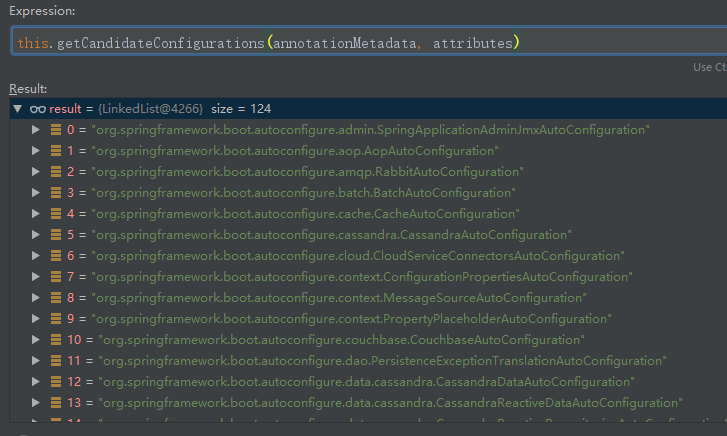 Expression:
this.getCandidateConfigurations(annotationMetadata, attributes)
Use Ct
Result:
result = {LinkedList@4266} size = 124
0 = "org.springframework.boot.autoconfigure.admin.SpringApplicationAdminJmxAutoConfiguration"
1 = "org.springframework.boot.autoconfigure.aop.AopAutoConfiguration"
2 = "org.springframework.boot.autoconfigure.amqp.RabbitAutoConfiguration"
3 = "org.springframework.boot.autoconfigure.batch.BatchAutoConfiguration"
4 = "org.springframework.boot.autoconfigure.cache.CacheAutoConfiguration"
5 = "org.springframework.boot.autoconfigure.cassandra.CassandraAutoConfiguration"
6 = "org.springframework.boot.autoconfigure.cloud.CloudServiceConnectorsAutoConfiguration"
7 = "org.springframework.boot.autoconfigure.context.ConfigurationPropertiesAutoConfiguration"
8 = "org.springframework.boot.autoconfigure.context.MessageSourceAutoConfiguration"
9 = "org.springframework.boot.autoconfigure.context.PropertyPlaceholderAutoConfiguration"
10 = "org.springframework.boot.autoconfigure.couchbase.CouchbaseAutoConfiguration"
11 = "org.springframework.boot.autoconfigure.dao.PersistenceExceptionTranslationAutoConfiguration"
12 = "org.springframework.boot.autoconfigure.data.cassandra.CassandraDataAutoConfiguration"
13 = "org.springframework.boot.autoconfigure.data.cassandra.CassandraReactiveDataAutoConfiguration"